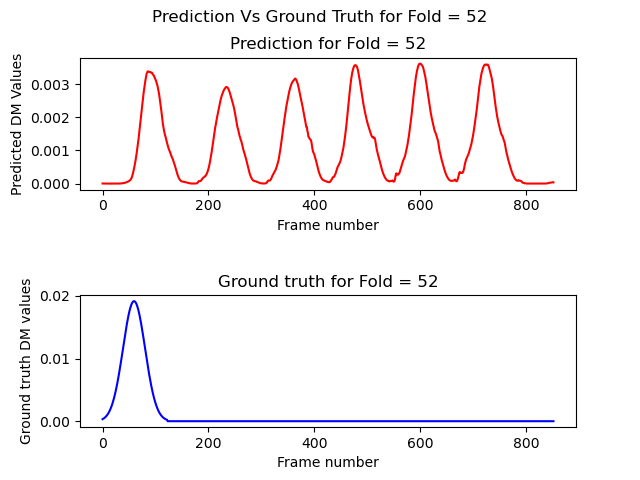 Prediction Vs Ground Truth for Fold = 52
Prediction for Fold = 52
Predicted DM Values
0.003
0.002
0.001
0.000
0 200 400 600 800
Frame number
Ground truth for Fold = 52
Ground truth DM values
0.02
0.01
0.00
0 200 400 600 800
Frame number